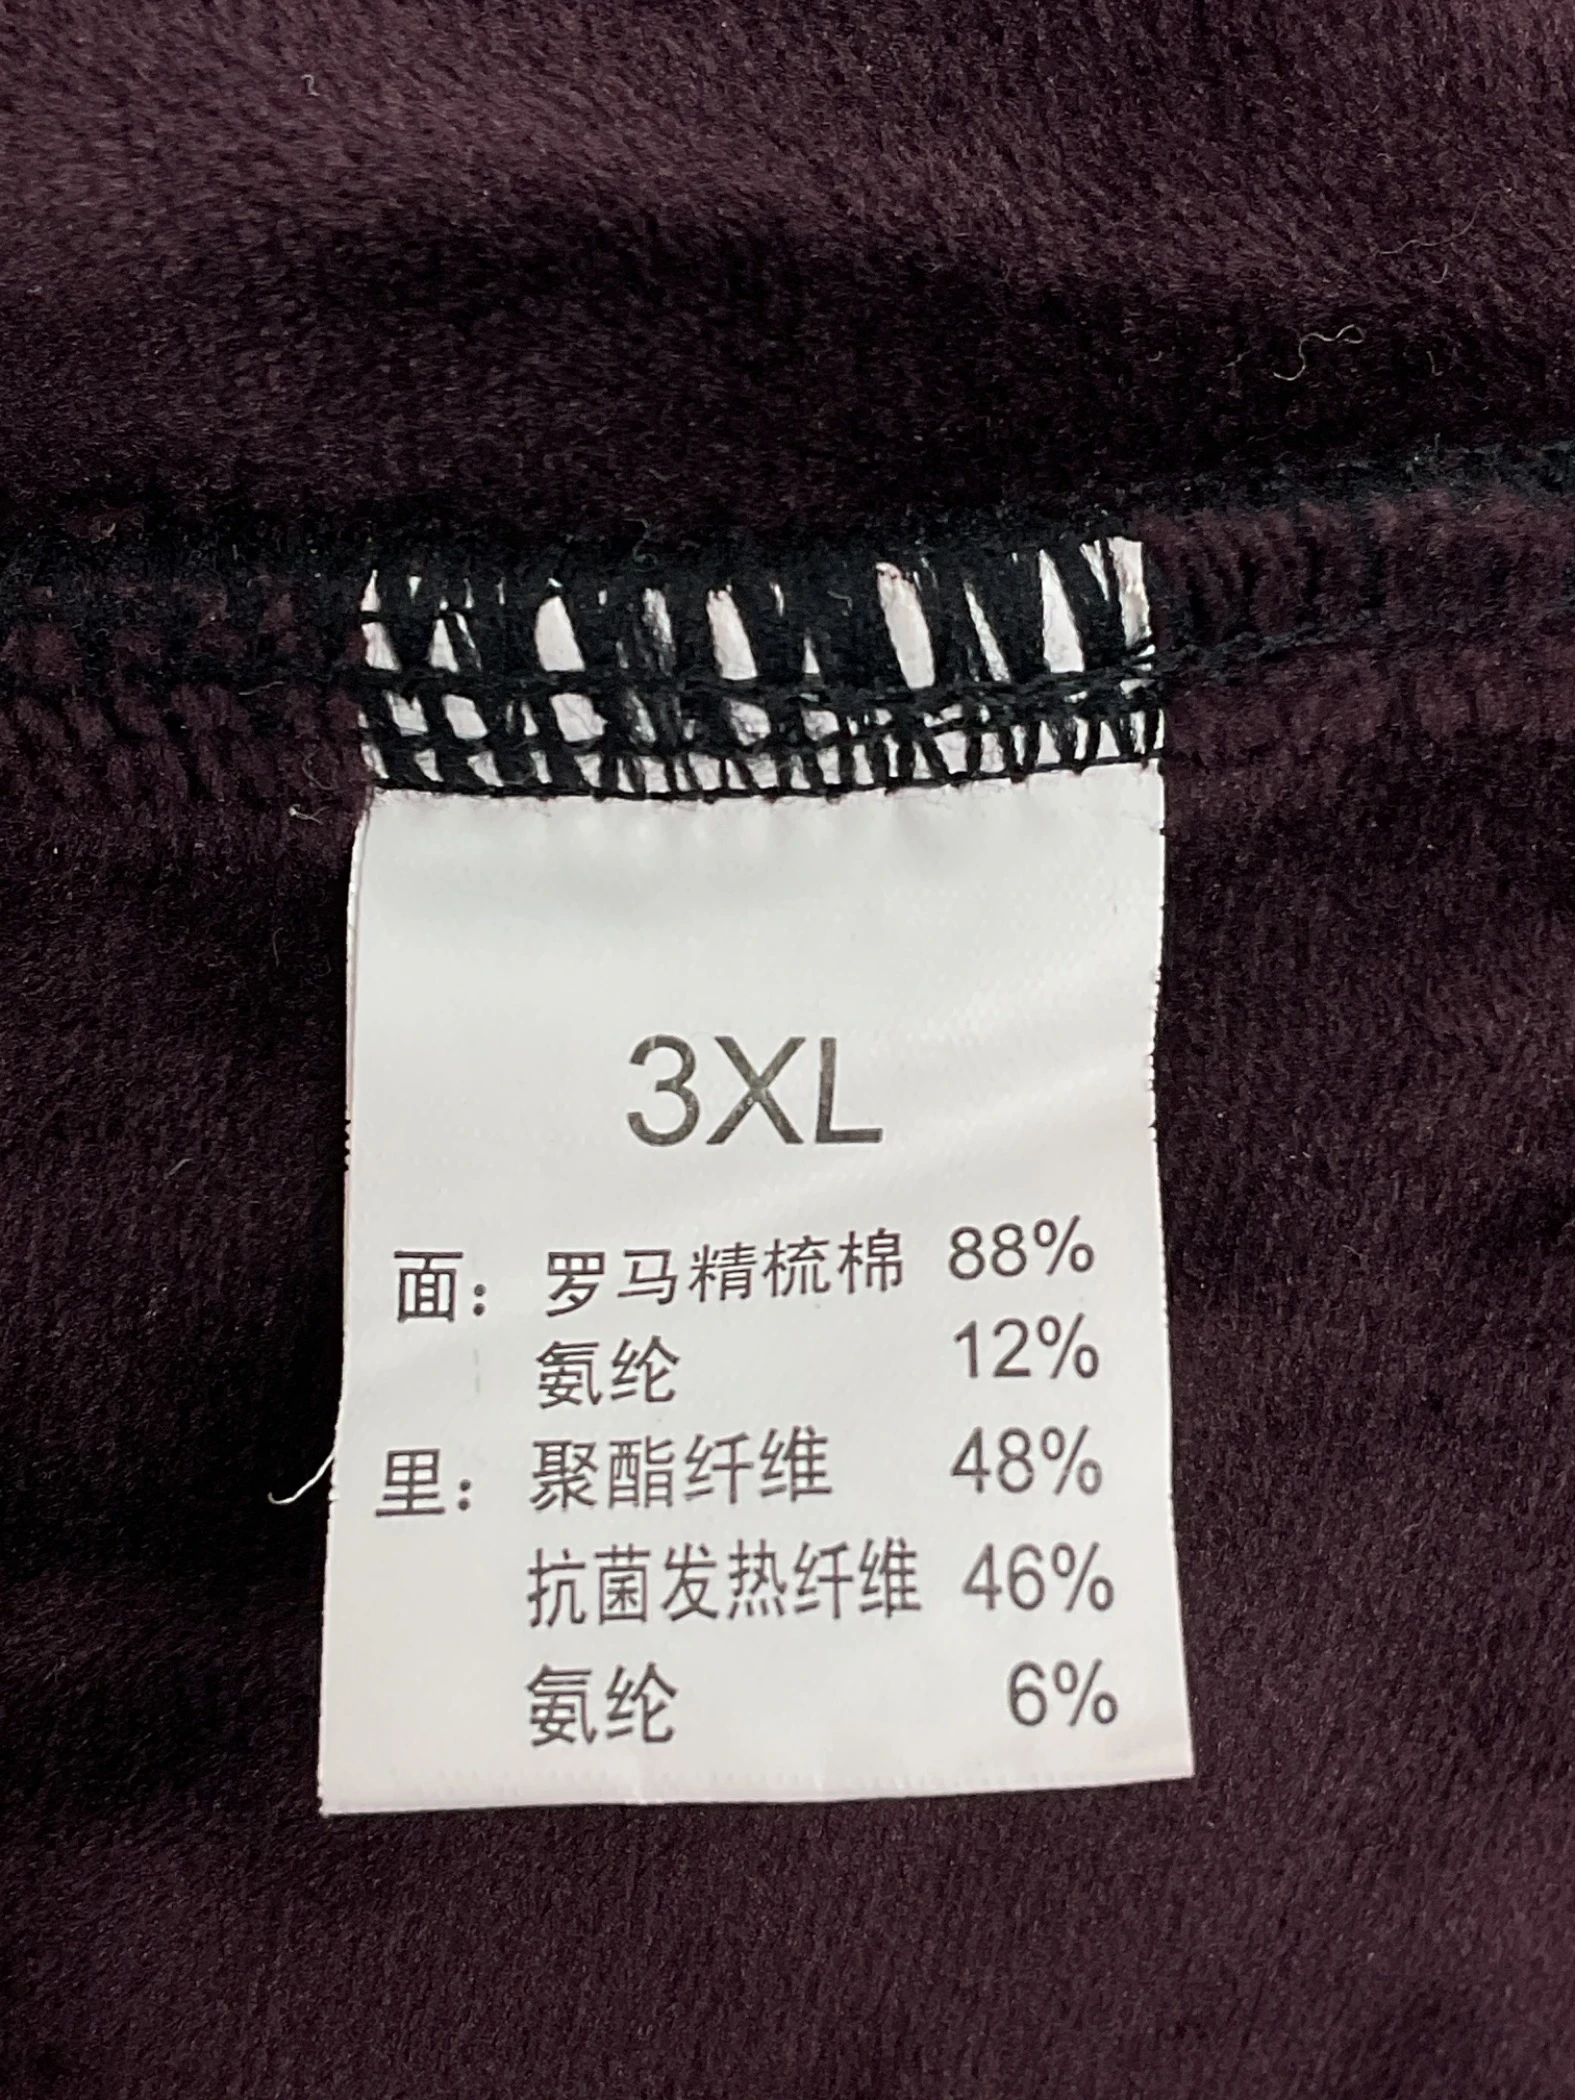 3XL
面：罗马精梳棉 88%
氨纶 12%
里：聚酯纤维 48%
抗菌发热纤维 46%
氨纶 6%